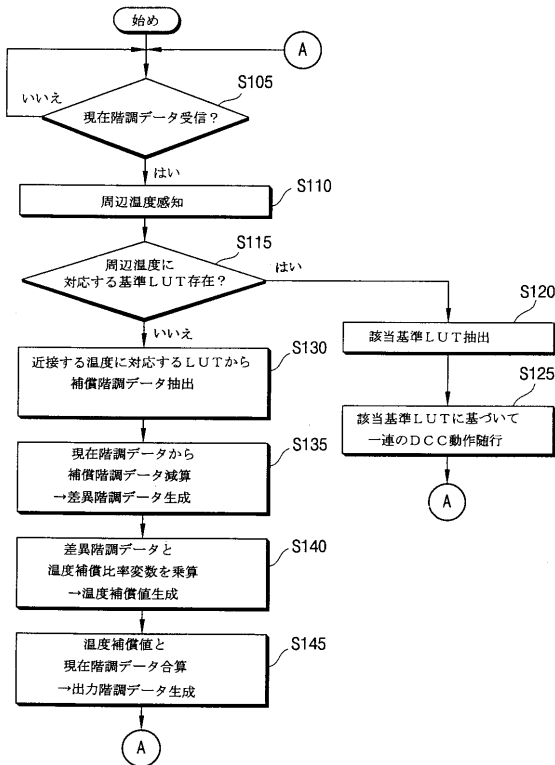 始め
A
S105
いいえ
現在階調データ受信？
はい
S110
周辺温度感知
S115
周辺温度に
対応する基準ＬＵＴ存在？
はい
いいえ
S120
該当基準ＬＵＴ抽出
S125
該当基準ＬＵＴに基づいて
一連のＤＣＣ動作随行
A
S130
近接する温度に対応するＬＵＴから
補償階調データ抽出
S135
現在階調データから
補償階調データ減算
→差異階調データ生成
S140
差異階調データと
温度補償比率変数を乗算
→温度補償値生成
S145
温度補償値と
現在階調データ合算
→出力階調データ生成
A